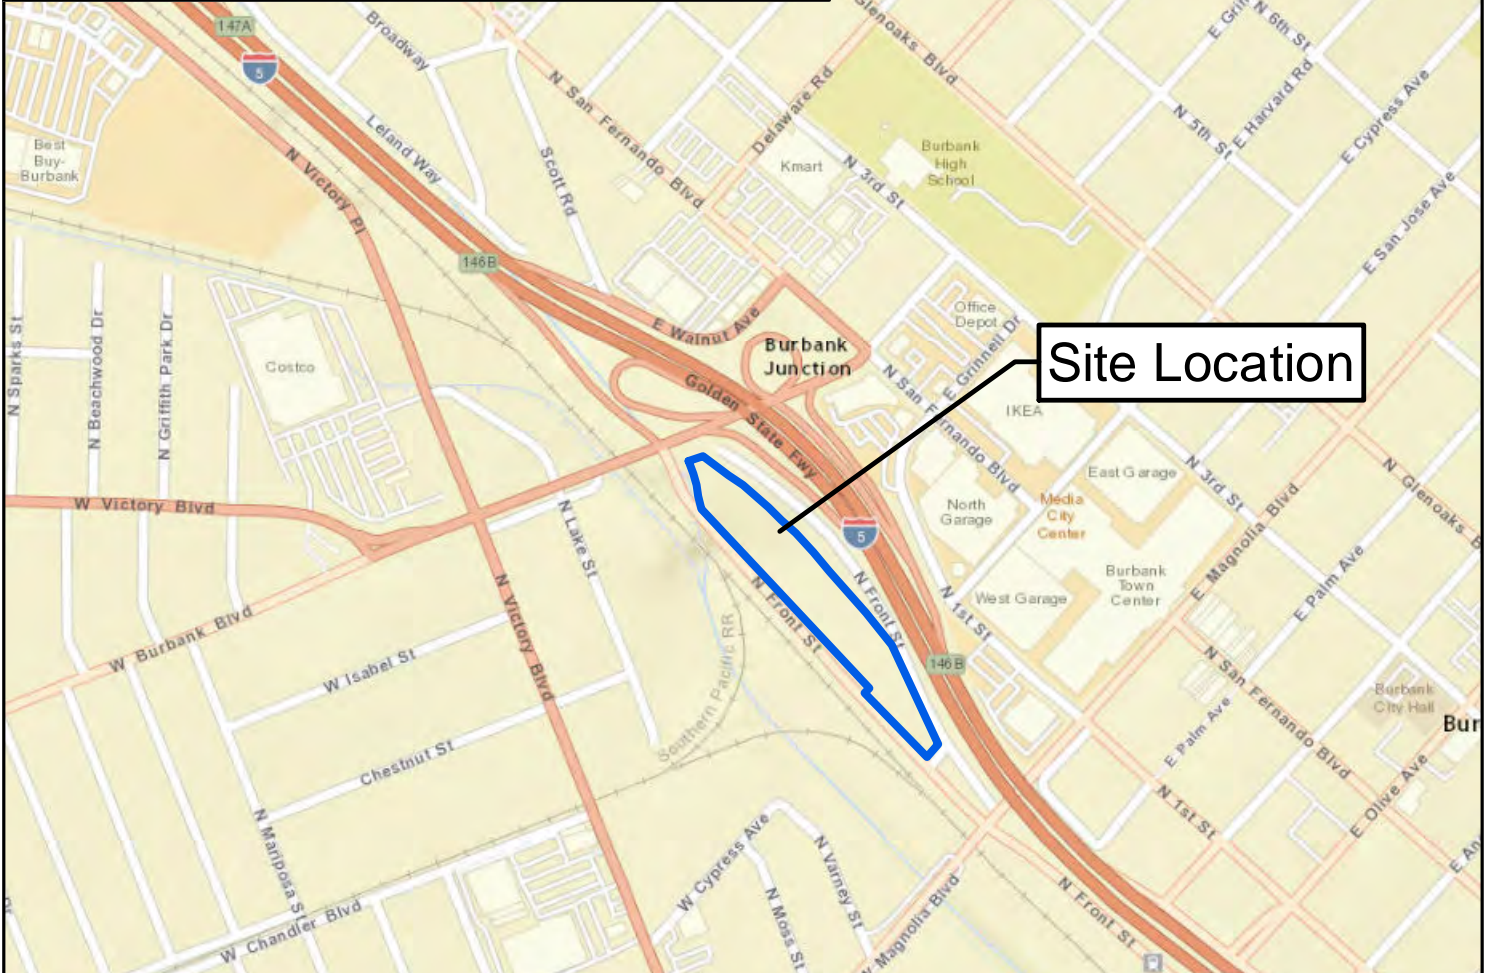 147A
5
Broadway
Glenoaks Blvd
N 6th St
E Harvard Rd
N 5th St
E Cypress Ave
E San Jose Ave
Best
Buy-
Burbank
Leland Way
N San Fernando Blvd
Delaware Rd
Kmart
N 3rd St
Burbank
High
School
N Victory Pl
Scott Rd
146B
Office
Depot
E Grinnell Dr
E Walnut Ave
Burbank
Junction
Site Location
N Sparks St
N Beachwood Dr
N Griffith Park Dr
Costco
Golden State Fwy
N San Fernando Blvd
IKEA
East Garage
N 3rd St
N Glenoaks B
North
Garage
Media
City
Center
N Magnolia Blvd
W Victory Blvd
N Lake St
5
N Front St
N Front St
West Garage
Burbank
Town
Center
E Palm Ave
N 1st St
W Burbank Blvd
N Victory Blvd
W Isabel St
Southern Pacific RR
146B
N San Fernando Blvd
Burbank
City Hall
Bur
Chestnut St
E Palm Ave
N 1st St
E Olive Ave
N Mariposa St
W Chandler Blvd
W Cypress Ave
N Varney St
N Moss St
W Magnolia Blvd
N Front St
E An
Dr